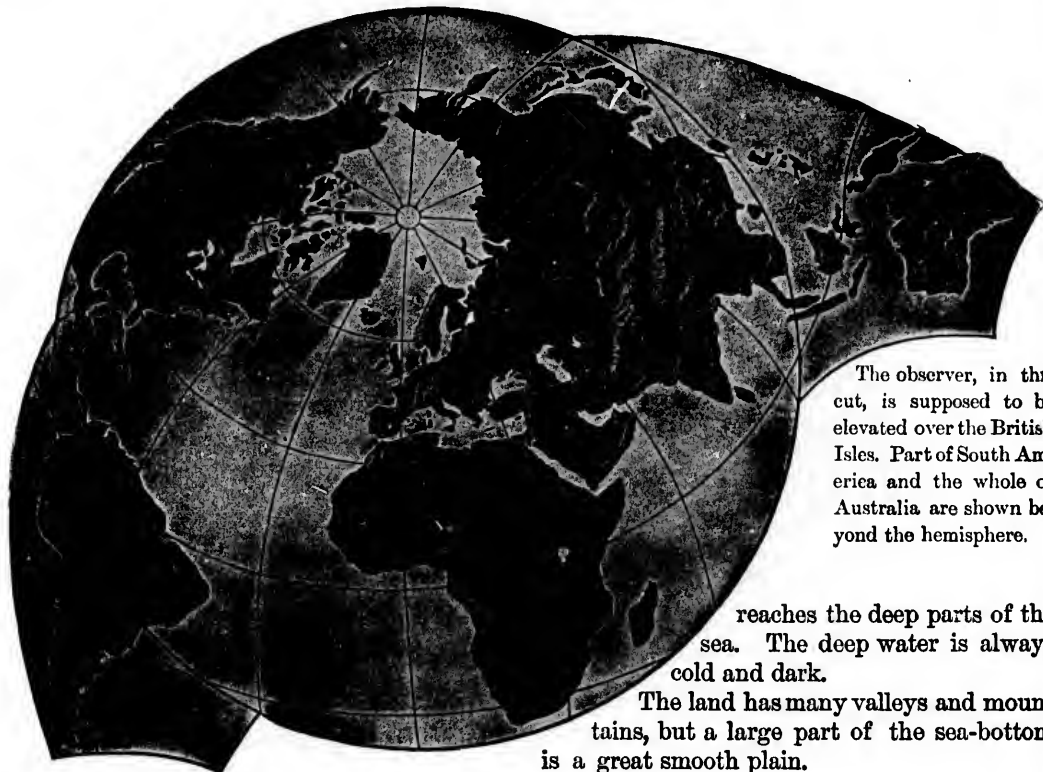 The observer, in thi
cut, is supposed to b
elevated over the Britis
Isles. Part of South Am
erica and the whole o
Australia are shown be
yond the hemisphere.
reaches the deep parts of th
sea. The deep water is alway
cold and dark.
The land has many valleys and moun
tains, but a large part of the sea-bottom
is a great smooth plain.